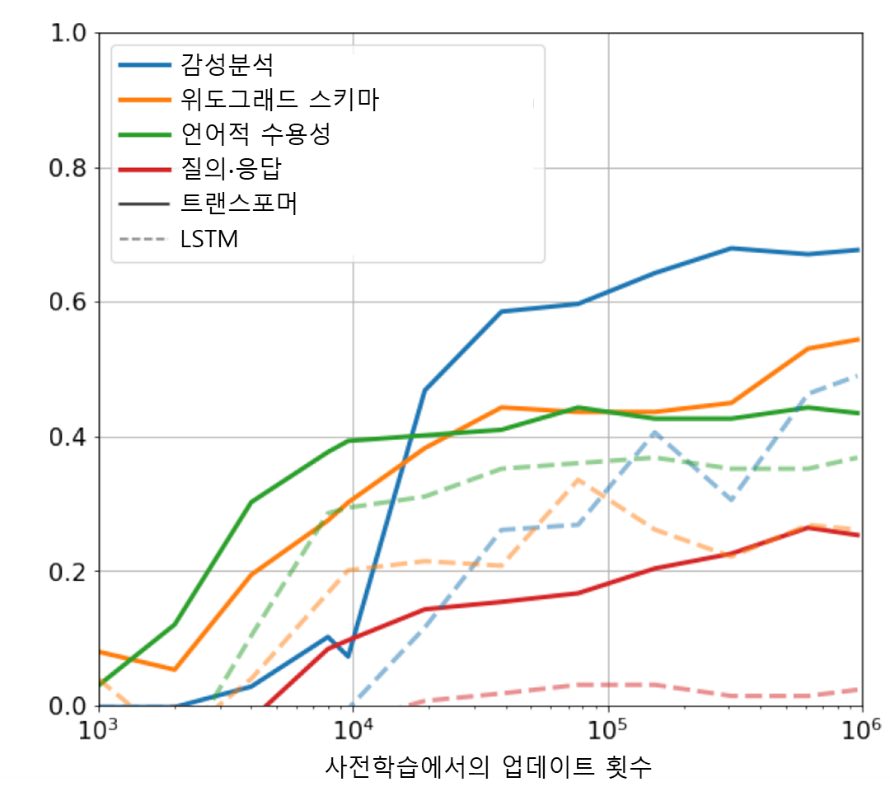 1.0
감성분석
위도그래드 스키마
언어적 수용성
질의·응답
트랜스포머
LSTM
0.8
0.6
0.4
0.2
0.0
10³ 10⁴ 10⁵ 10⁶
사전학습에서의 업데이트 횟수